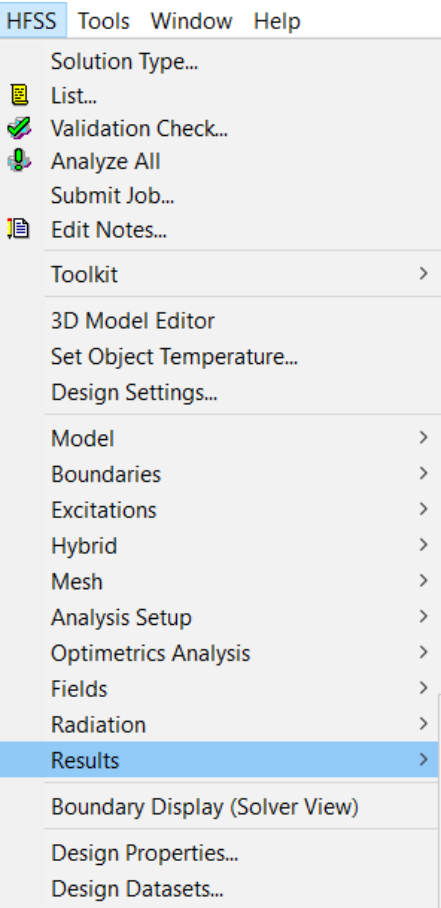 HFSS Tools Window Help
Solution Type...
List...
Validation Check...
Analyze All
Submit Job...
Edit Notes...
Toolkit
3D Model Editor
Set Object Temperature...
Design Settings...
Model
Boundaries
Excitations
Hybrid
Mesh
Analysis Setup
Optimetrics Analysis
Fields
Radiation
Results
Boundary Display (Solver View)
Design Properties...
Design Datasets...